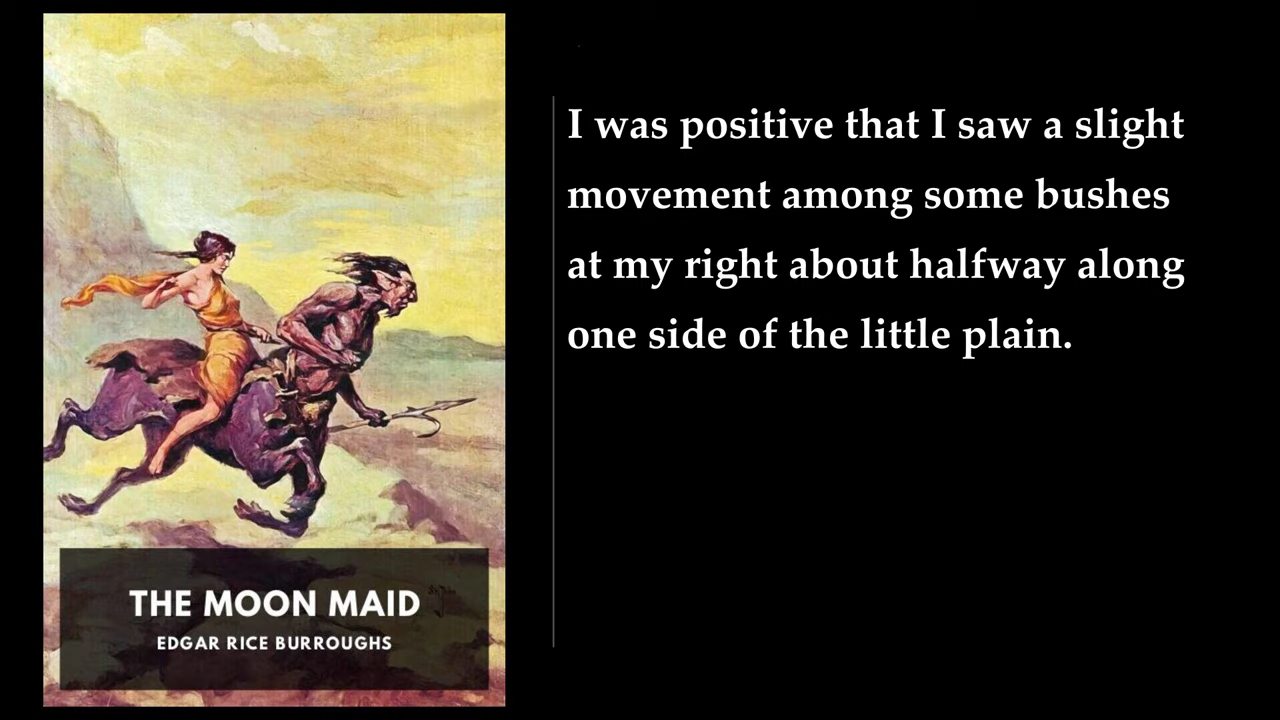 THE MOON MAID
EDGAR RICE BURROUGHS
I was positive that I saw a slight
movement among some bushes
at my right about halfway along
one side of the little plain.